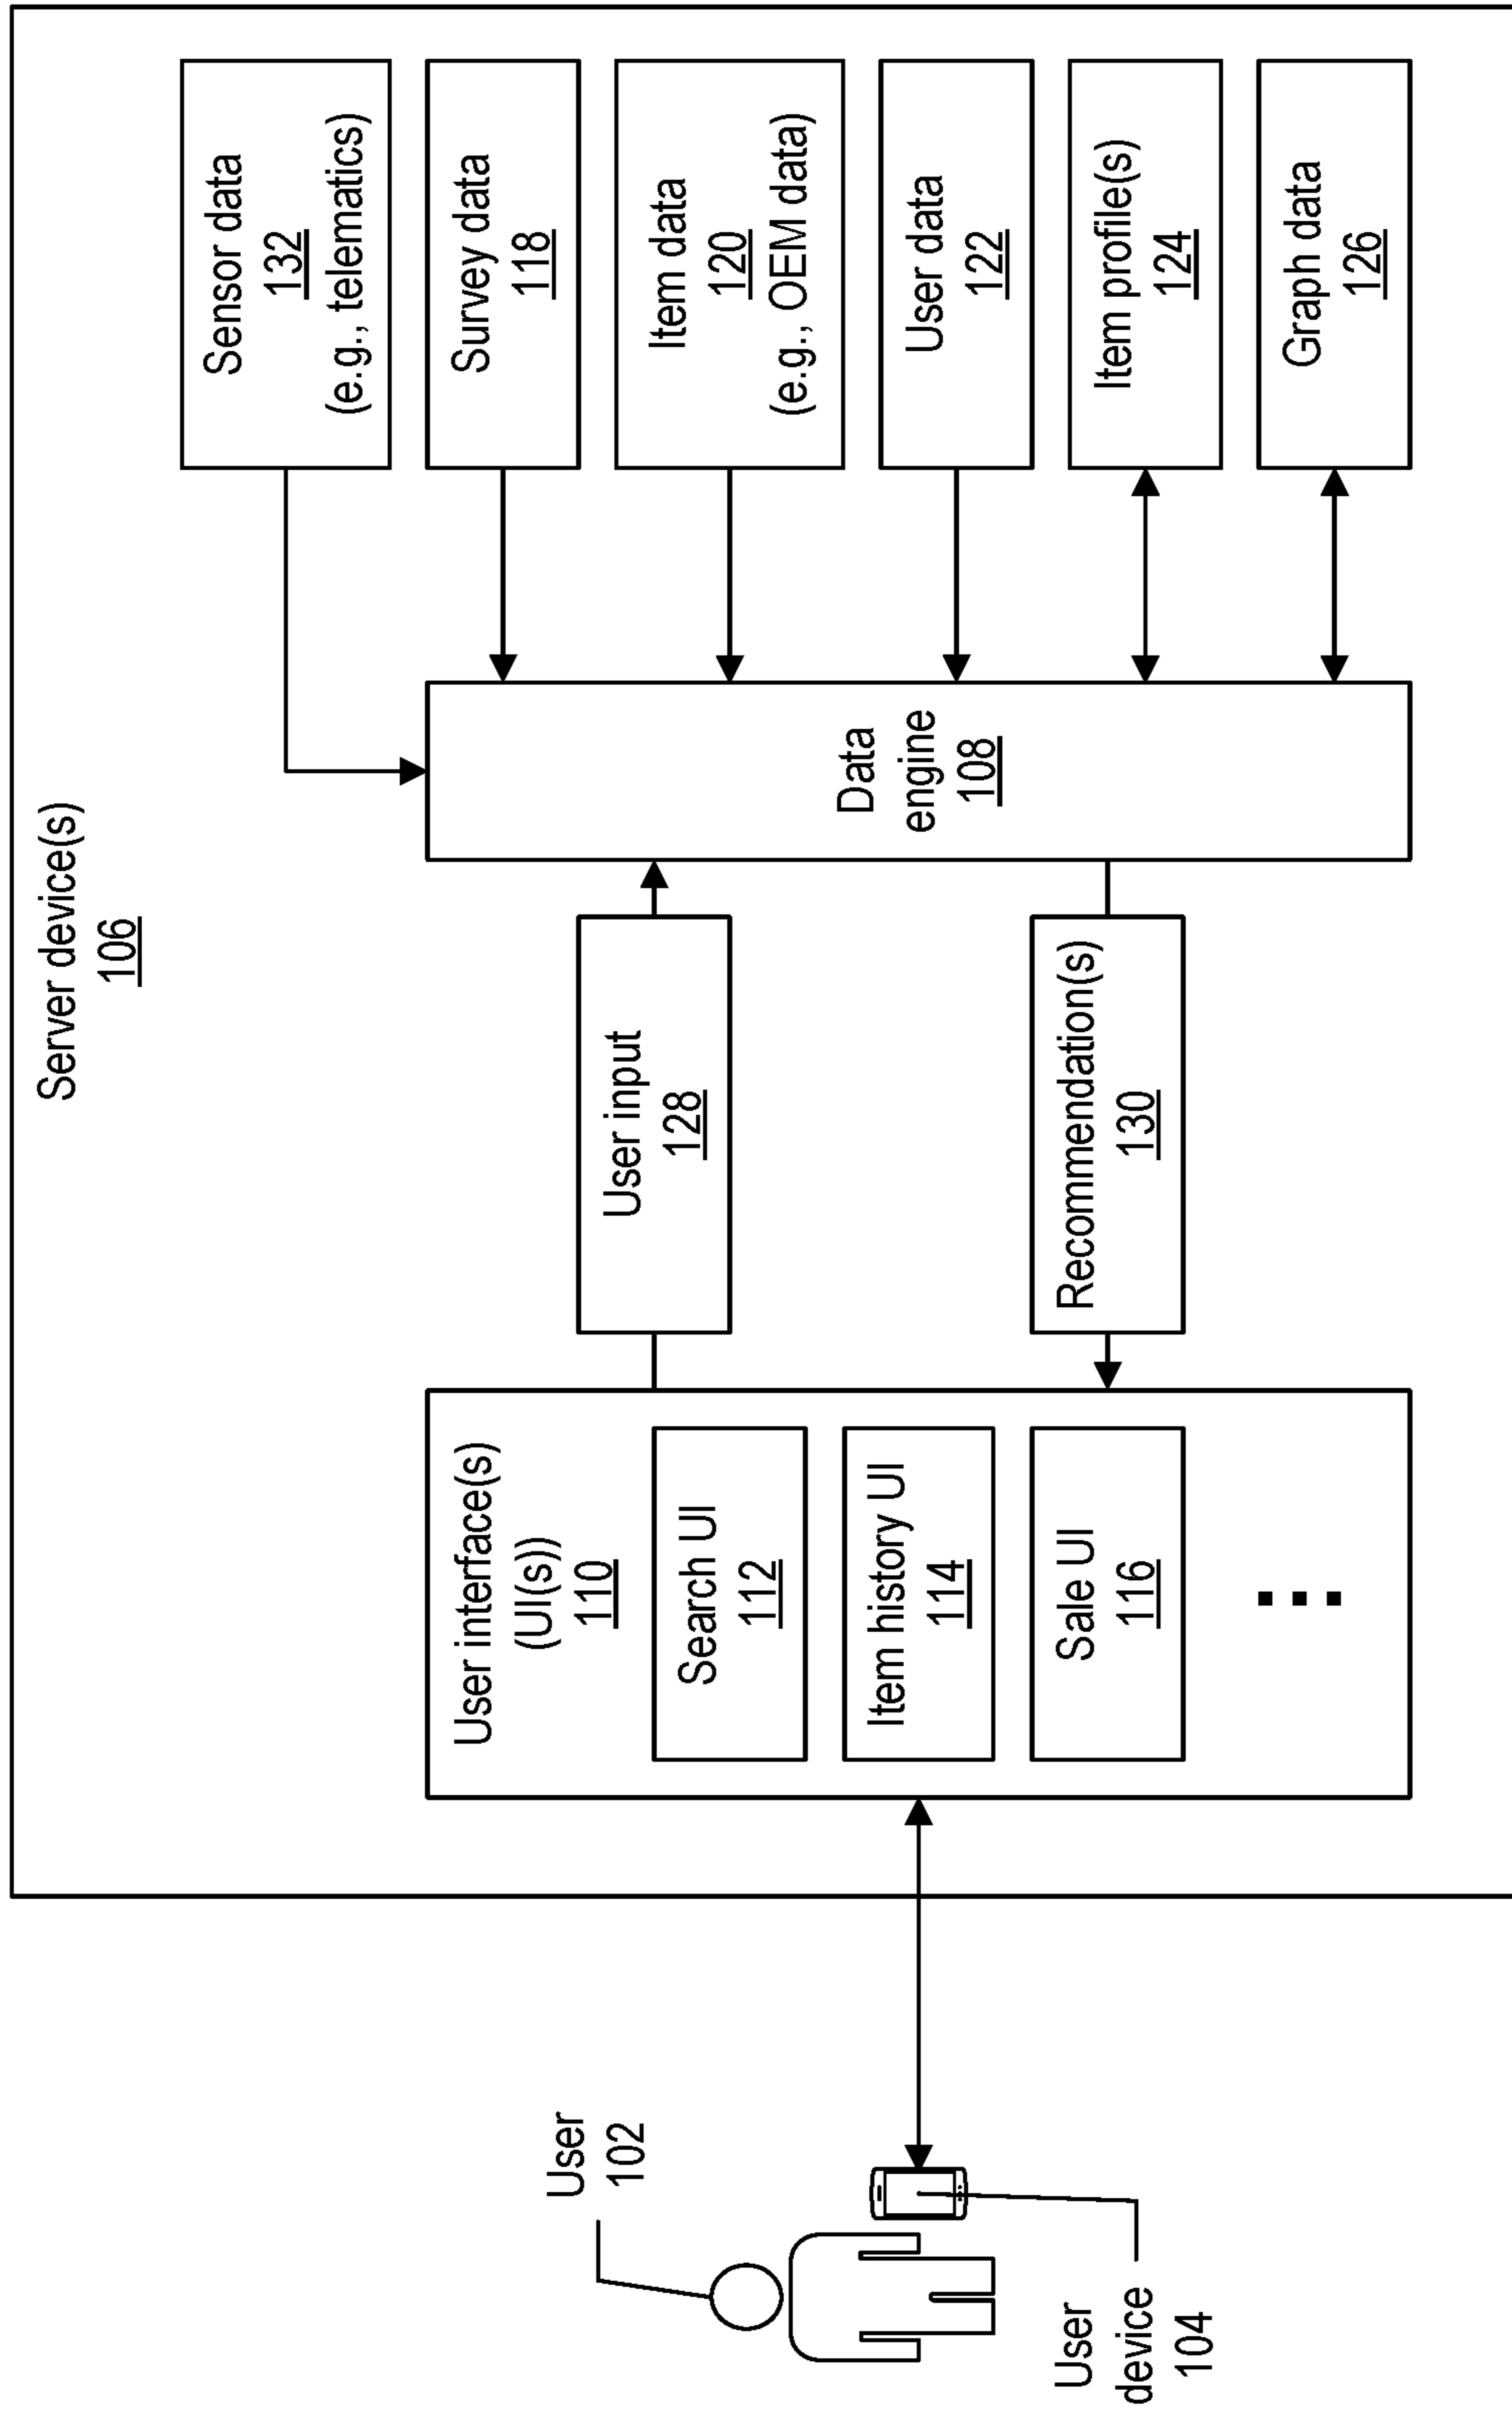 Server device(s)
106
User
102
User
device
104
User interface(s)
(UI(s))
110
Search UI
112
Item history UI
114
Sale UI
116
User input
128
Recommendation(s)
130
Data
engine
108
Sensor data
132
(e.g., telematics)
Survey data
118
Item data
120
(e.g., OEM data)
User data
122
Item profile(s)
124
Graph data
126